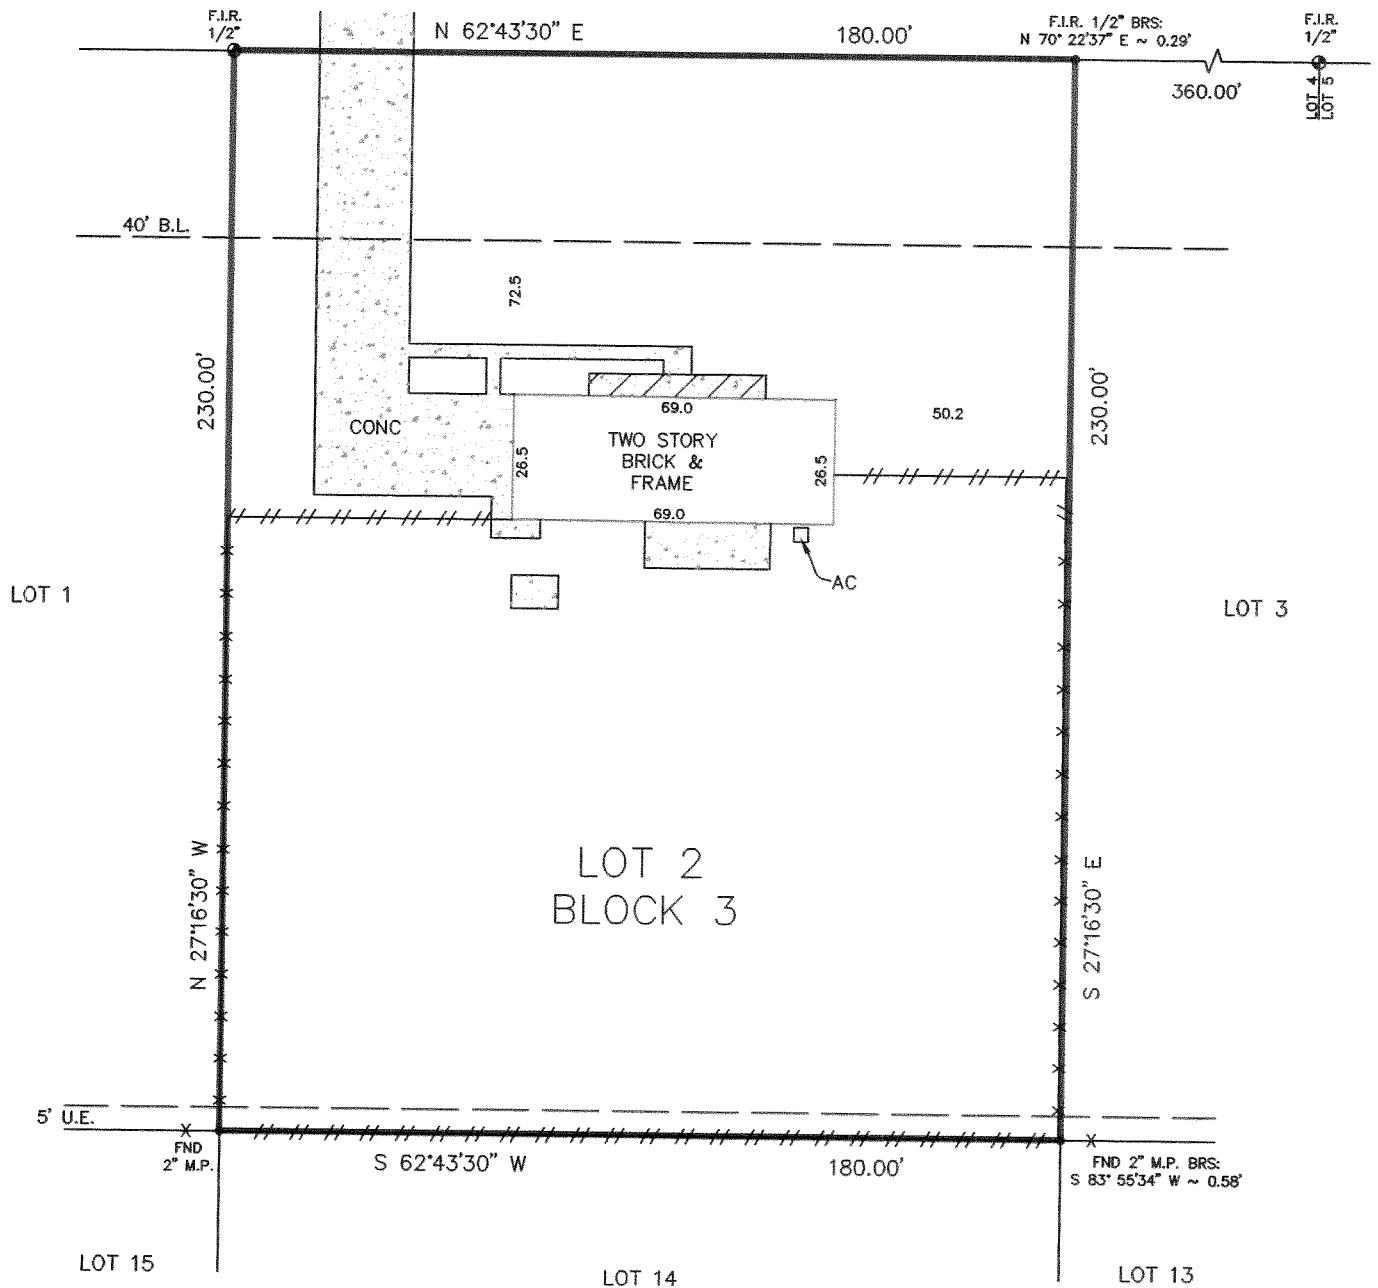 F.I.R.
1/2"
N 62°43'30" E
180.00'
F.I.R. 1/2" BRS:
N 70° 22'37" E ~ 0.29'
F.I.R.
1/2"
360.00'
LOT 4
LOT 5
40' B.L.
72.5
230.00'
CONC
69.0
TWO STORY
BRICK &
FRAME
26.5
26.5
69.0
50.2
230.00'
AC
LOT 1
LOT 3
LOT 2
BLOCK 3
N 27°16'30" W
S 27°16'30" E
5' U.E.
FND
2" M.P.
S 62°43'30" W
180.00'
FND 2" M.P. BRS:
S 83° 55'34" W ~ 0.58'
LOT 15
LOT 14
LOT 13